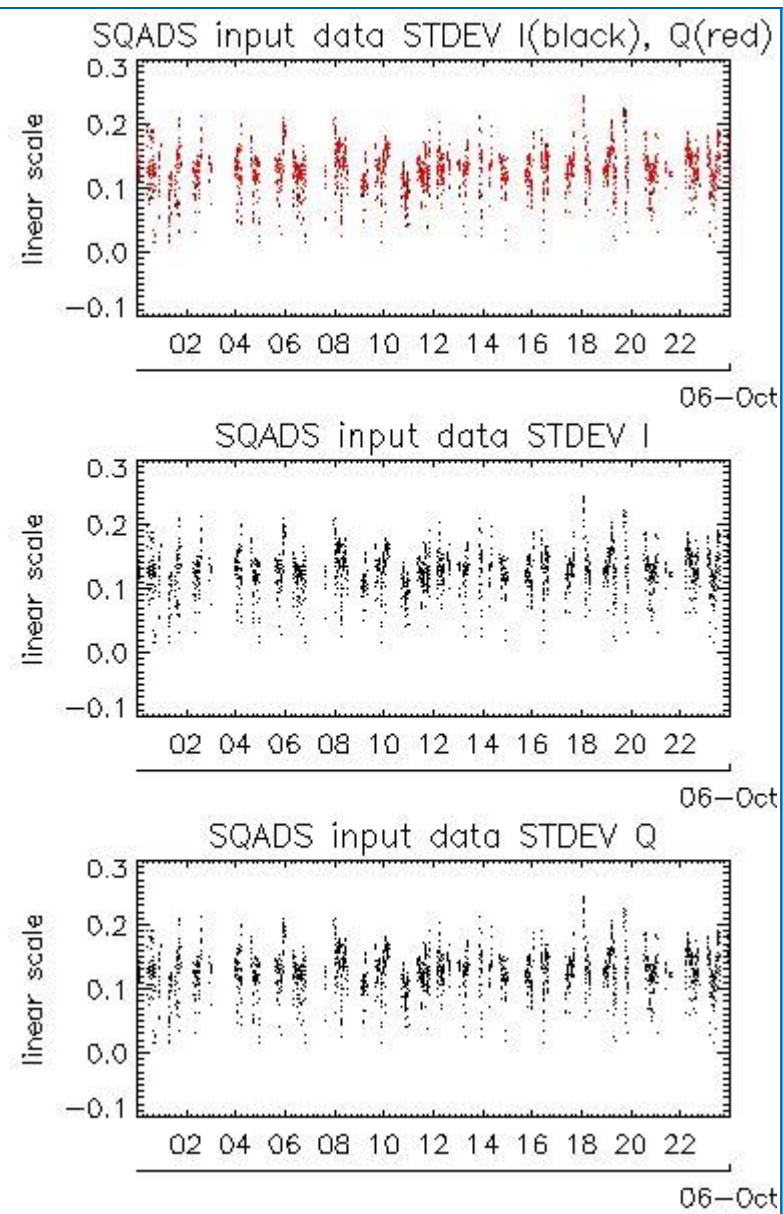 SQADS input data STDEV I(black), Q(red)
0.3
0.2
0.1
0.0
-0.1
linear scale
02 04 06 08 10 12 14 16 18 20 22
06-Oct
SQADS input data STDEV I
0.3
0.2
0.1
0.0
-0.1
linear scale
02 04 06 08 10 12 14 16 18 20 22
06-Oct
SQADS input data STDEV Q
0.3
0.2
0.1
0.0
-0.1
linear scale
02 04 06 08 10 12 14 16 18 20 22
06-Oct